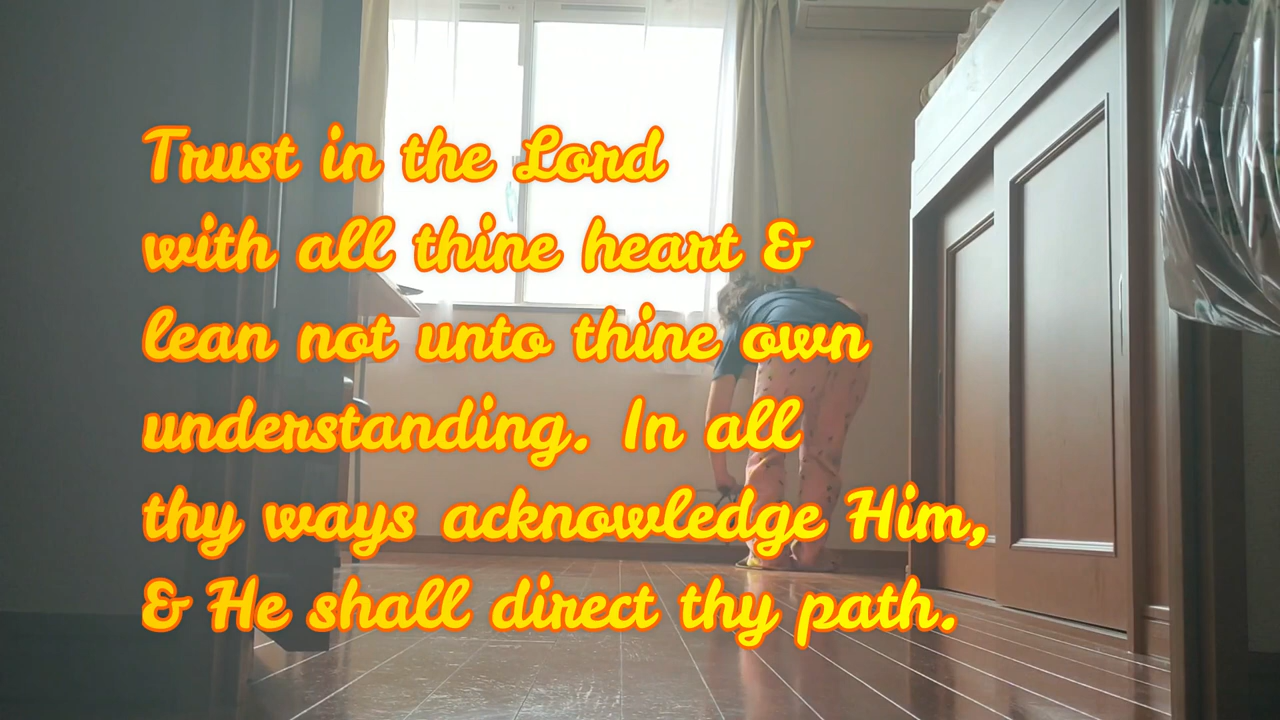 Trust in the Lord
with all thine heart &
lean not unto thine own
understanding. In all
thy ways acknowledge Him,
& He shall direct thy path.